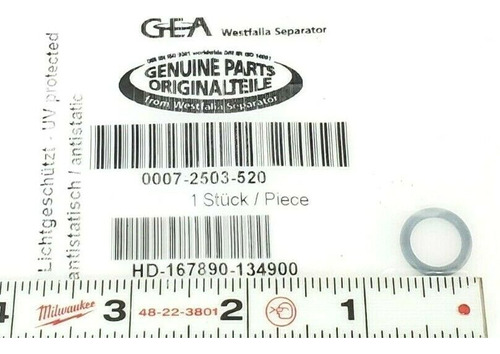 GEA Westfalia Separator
GENUINE PARTS
ORIGINALTEILE
from Westfalia Separator
0007-2503-520
1 Stück / Piece
HD-167890-134900
Lichtgeschützt - UV protected
antistatisch / antistatic
4 Milwaukee 3 48-22-3801 2 1